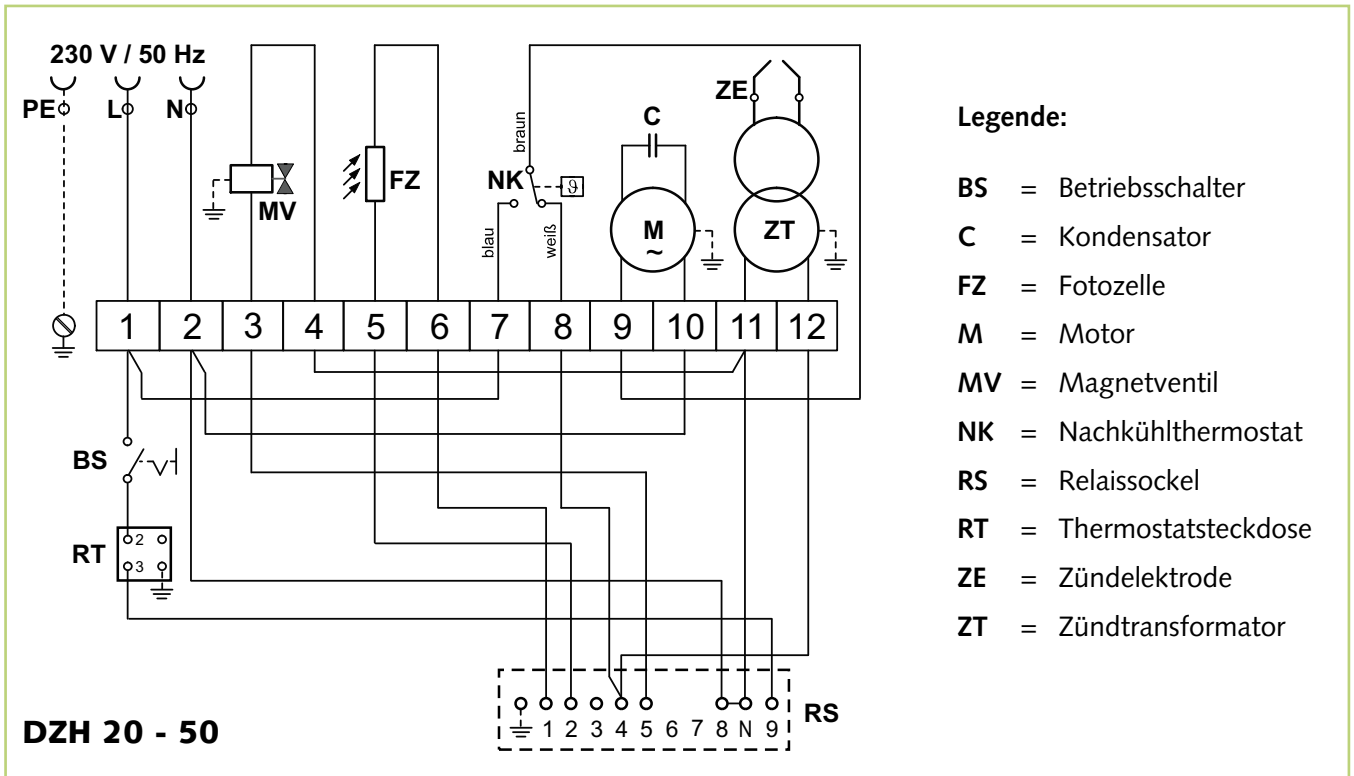 230 V / 50 Hz
PE L N
MV
FZ
NK
braun
blau
weiß
ϑ
C
M
~
ZE
ZT
1 2 3 4 5 6 7 8 9 10 11 12
BS
RT
2
3
1 2 3 4 5 6 7 8 N 9
RS
DZH 20 - 50
Legende:
BS = Betriebsschalter
C = Kondensator
FZ = Fotozelle
M = Motor
MV = Magnetventil
NK = Nachkühlthermostat
RS = Relaissockel
RT = Thermostatsteckdose
ZE = Zündelektrode
ZT = Zündtransformator